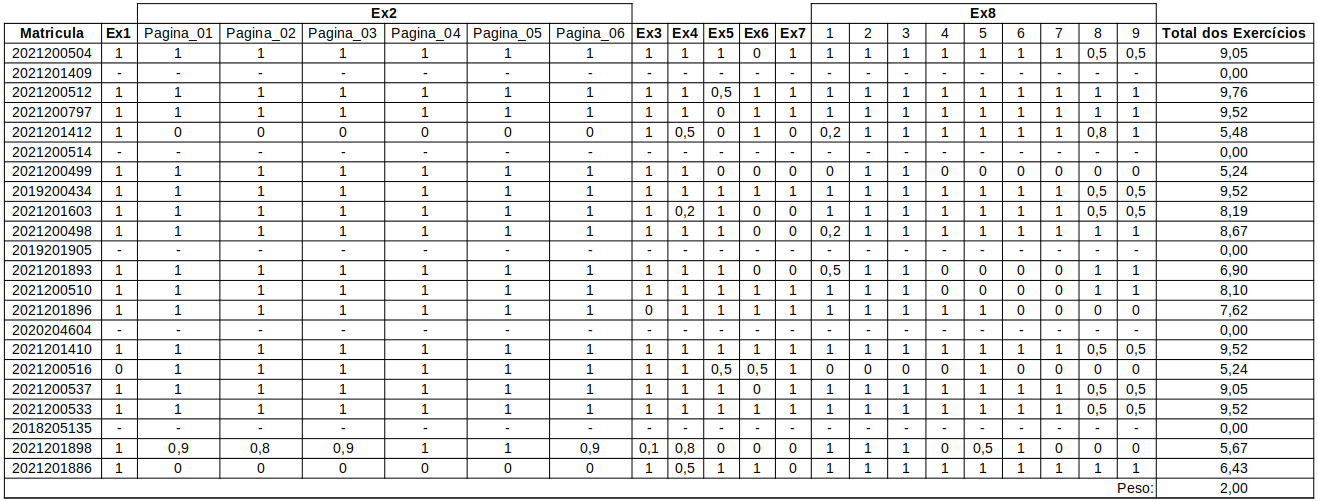 Ex2 Ex8
Matrícula Ex1 Pagina_01 Pagina_02 Pagina_03 Pagina_04 Pagina_05 Pagina_06 Ex3 Ex4 Ex5 Ex6 Ex7 1 2 3 4 5 6 7 8 9 Total dos Exercícios
2021200504 1 1 1 1 1 1 1 1 1 1 0 1 1 1 1 1 1 1 1 0,5 0,5 9,05
2021201409 - - - - - - - - - - - - - - - - - - - - - 0,00
2021200512 1 1 1 1 1 1 1 1 1 0,5 1 1 1 1 1 1 1 1 1 1 1 9,76
2021200797 1 1 1 1 1 1 1 1 1 0 1 1 1 1 1 1 1 1 1 1 1 9,52
2021201412 1 0 0 0 0 0 0 1 0,5 0 1 0 0,2 1 1 1 1 1 1 0,8 1 5,48
2021200514 - - - - - - - - - - - - - - - - - - - - - 0,00
2021200499 1 1 1 1 1 1 1 1 1 0 0 0 0 1 1 0 0 0 0 0 0 5,24
2019200434 1 1 1 1 1 1 1 1 1 1 1 1 1 1 1 1 1 1 1 0,5 0,5 9,52
2021201603 1 1 1 1 1 1 1 1 0,2 1 0 0 1 1 1 1 1 1 1 0,5 0,5 8,19
2021200498 1 1 1 1 1 1 1 1 1 1 0 0 0,2 1 1 1 1 1 1 1 1 8,67
2019201905 - - - - - - - - - - - - - - - - - - - - - 0,00
2021201893 1 1 1 1 1 1 1 1 1 1 0 0 0,5 1 1 0 0 0 0 1 1 6,90
2021200510 1 1 1 1 1 1 1 1 1 1 1 1 1 1 1 0 0 0 0 1 1 8,10
2021201896 1 1 1 1 1 1 1 0 1 1 1 1 1 1 1 1 1 0 0 0 0 7,62
2020204604 - - - - - - - - - - - - - - - - - - - - - 0,00
2021201410 1 1 1 1 1 1 1 1 1 1 1 1 1 1 1 1 1 1 1 0,5 0,5 9,52
2021200516 0 1 1 1 1 1 1 1 1 0,5 0,5 1 0 0 0 0 1 0 0 0 0 5,24
2021200537 1 1 1 1 1 1 1 1 1 1 0 1 1 1 1 1 1 1 1 0,5 0,5 9,05
2021200533 1 1 1 1 1 1 1 1 1 1 1 1 1 1 1 1 1 1 1 0,5 0,5 9,52
2018205135 - - - - - - - - - - - - - - - - - - - - - 0,00
2021201898 1 0,9 0,8 0,9 1 1 0,9 0,1 0,8 0 0 0 1 1 1 0 0,5 1 0 0 0 5,67
2021201886 1 0 0 0 0 0 0 1 0,5 1 1 0 1 1 1 1 1 1 1 1 1 6,43
Peso: 2,00